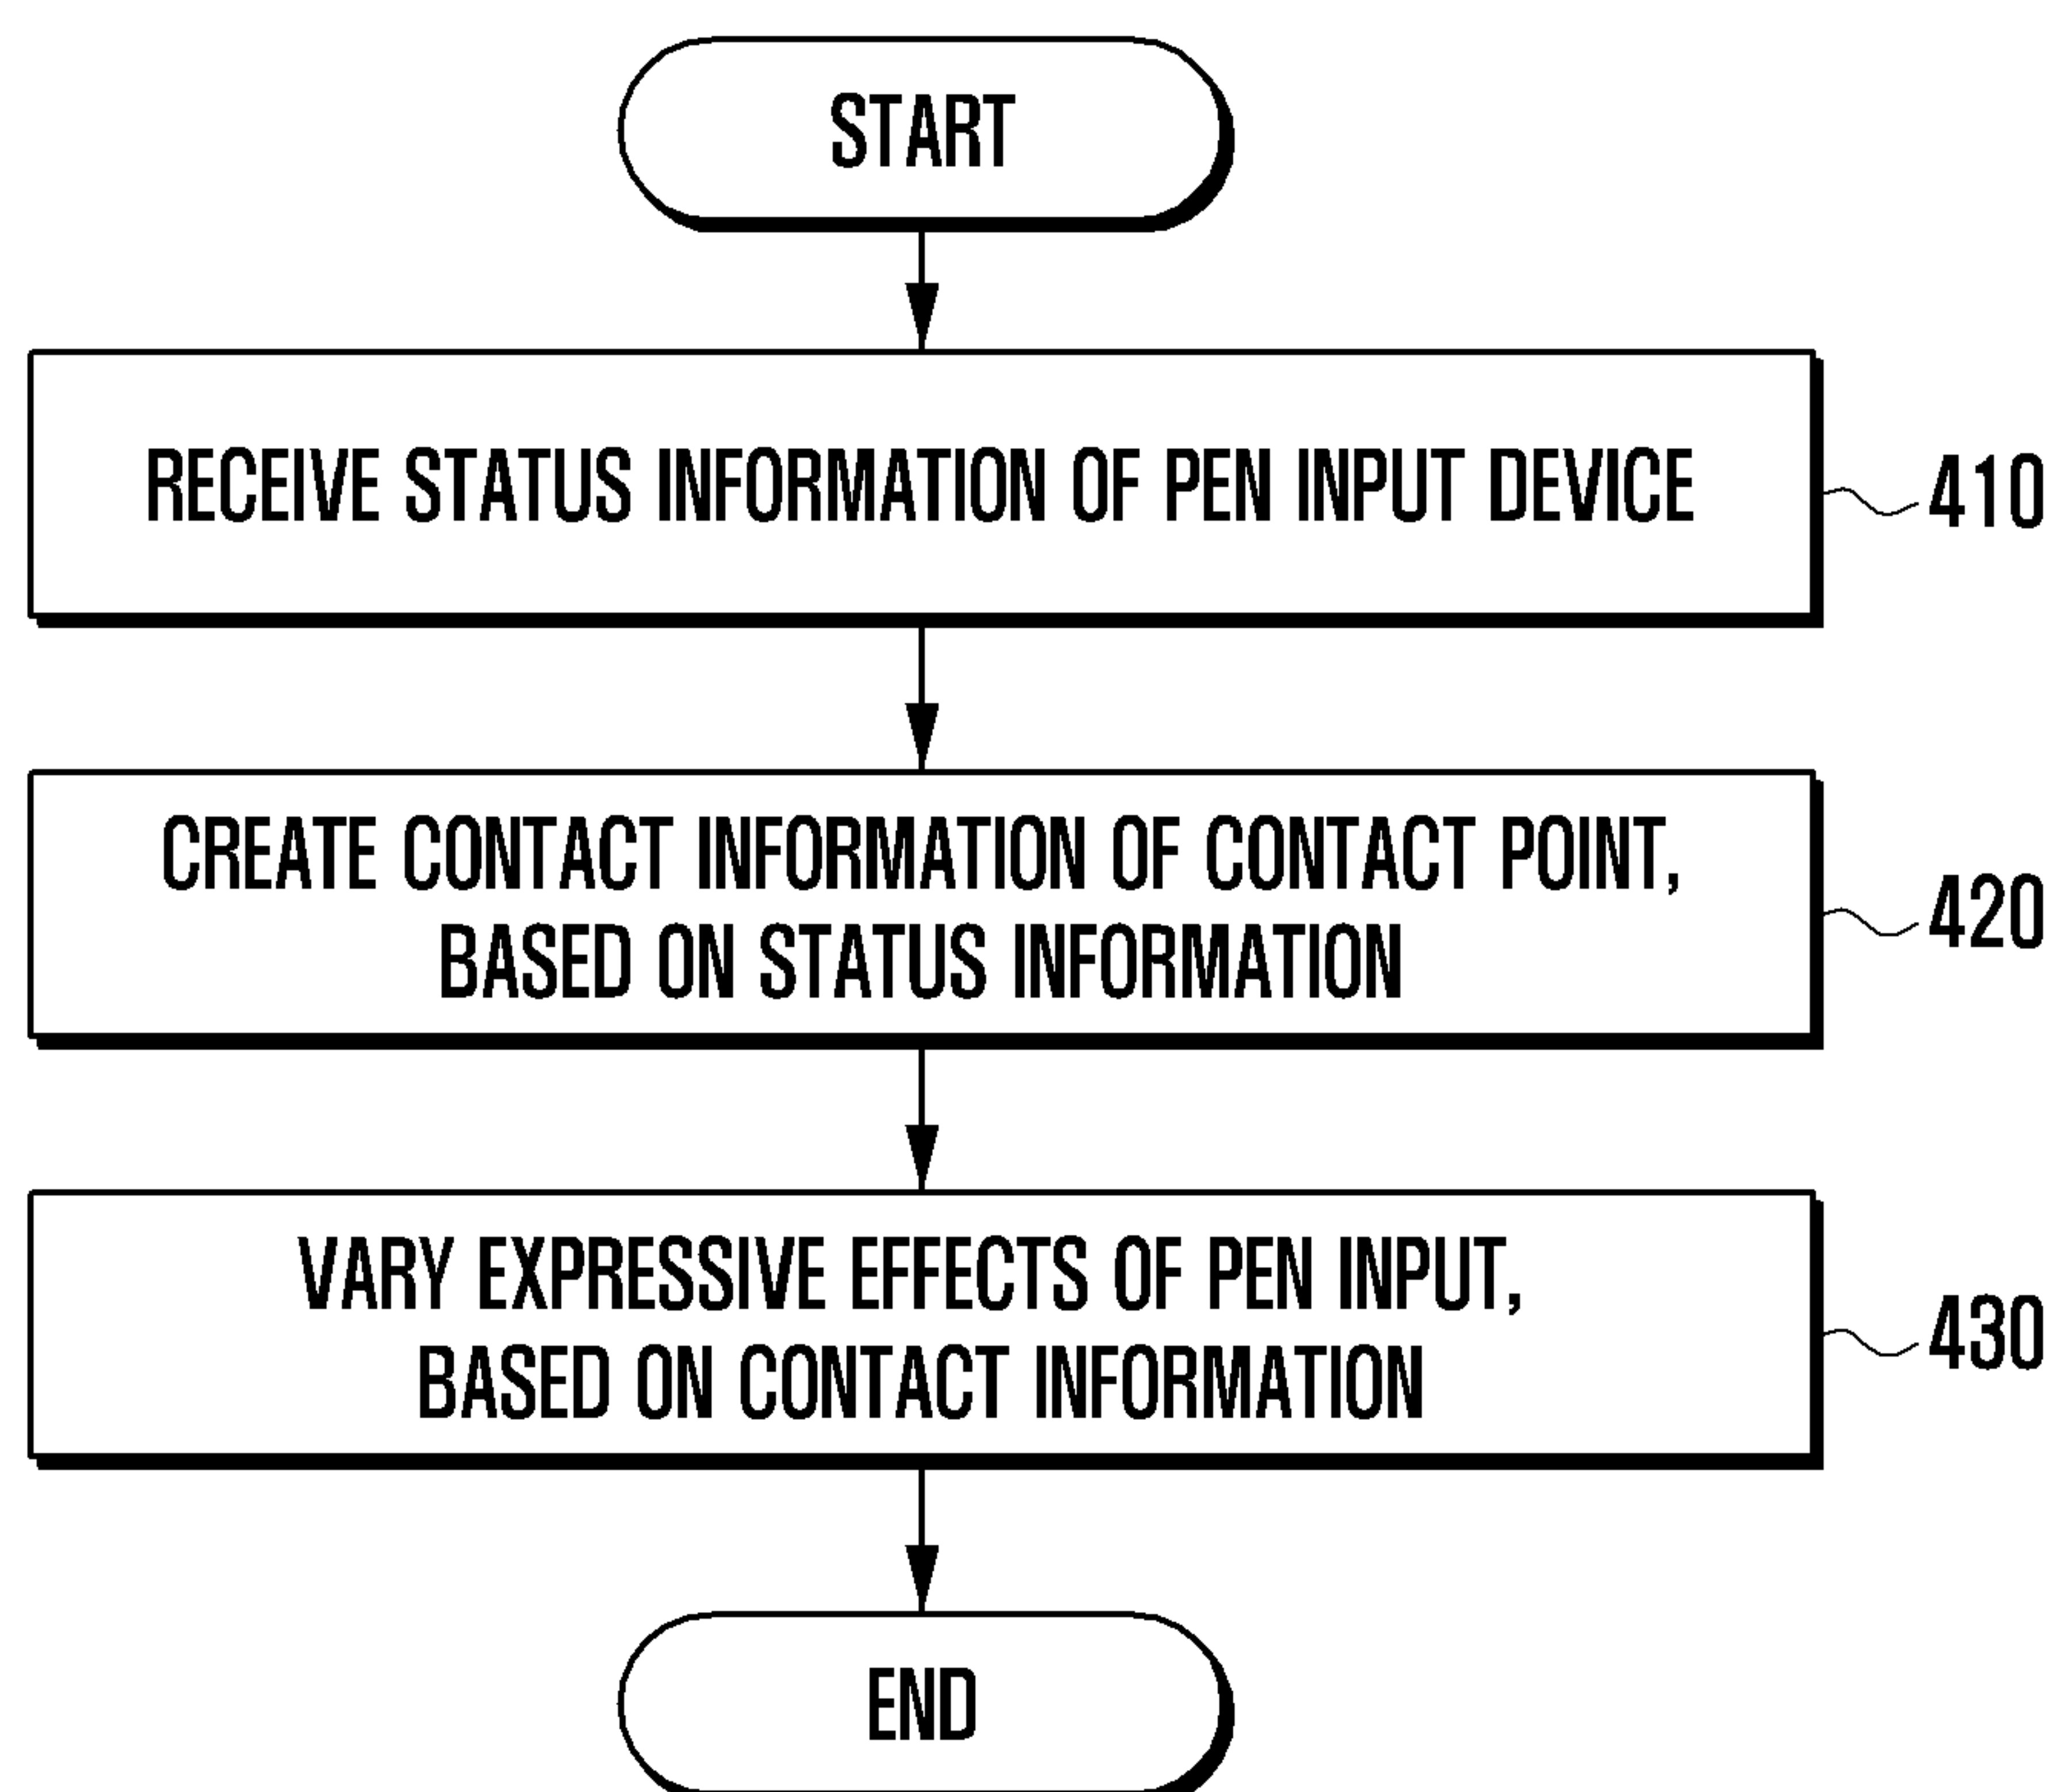 START
RECEIVE STATUS INFORMATION OF PEN INPUT DEVICE
410
CREATE CONTACT INFORMATION OF CONTACT POINT,
BASED ON STATUS INFORMATION
420
VARY EXPRESSIVE EFFECTS OF PEN INPUT,
BASED ON CONTACT INFORMATION
430
END